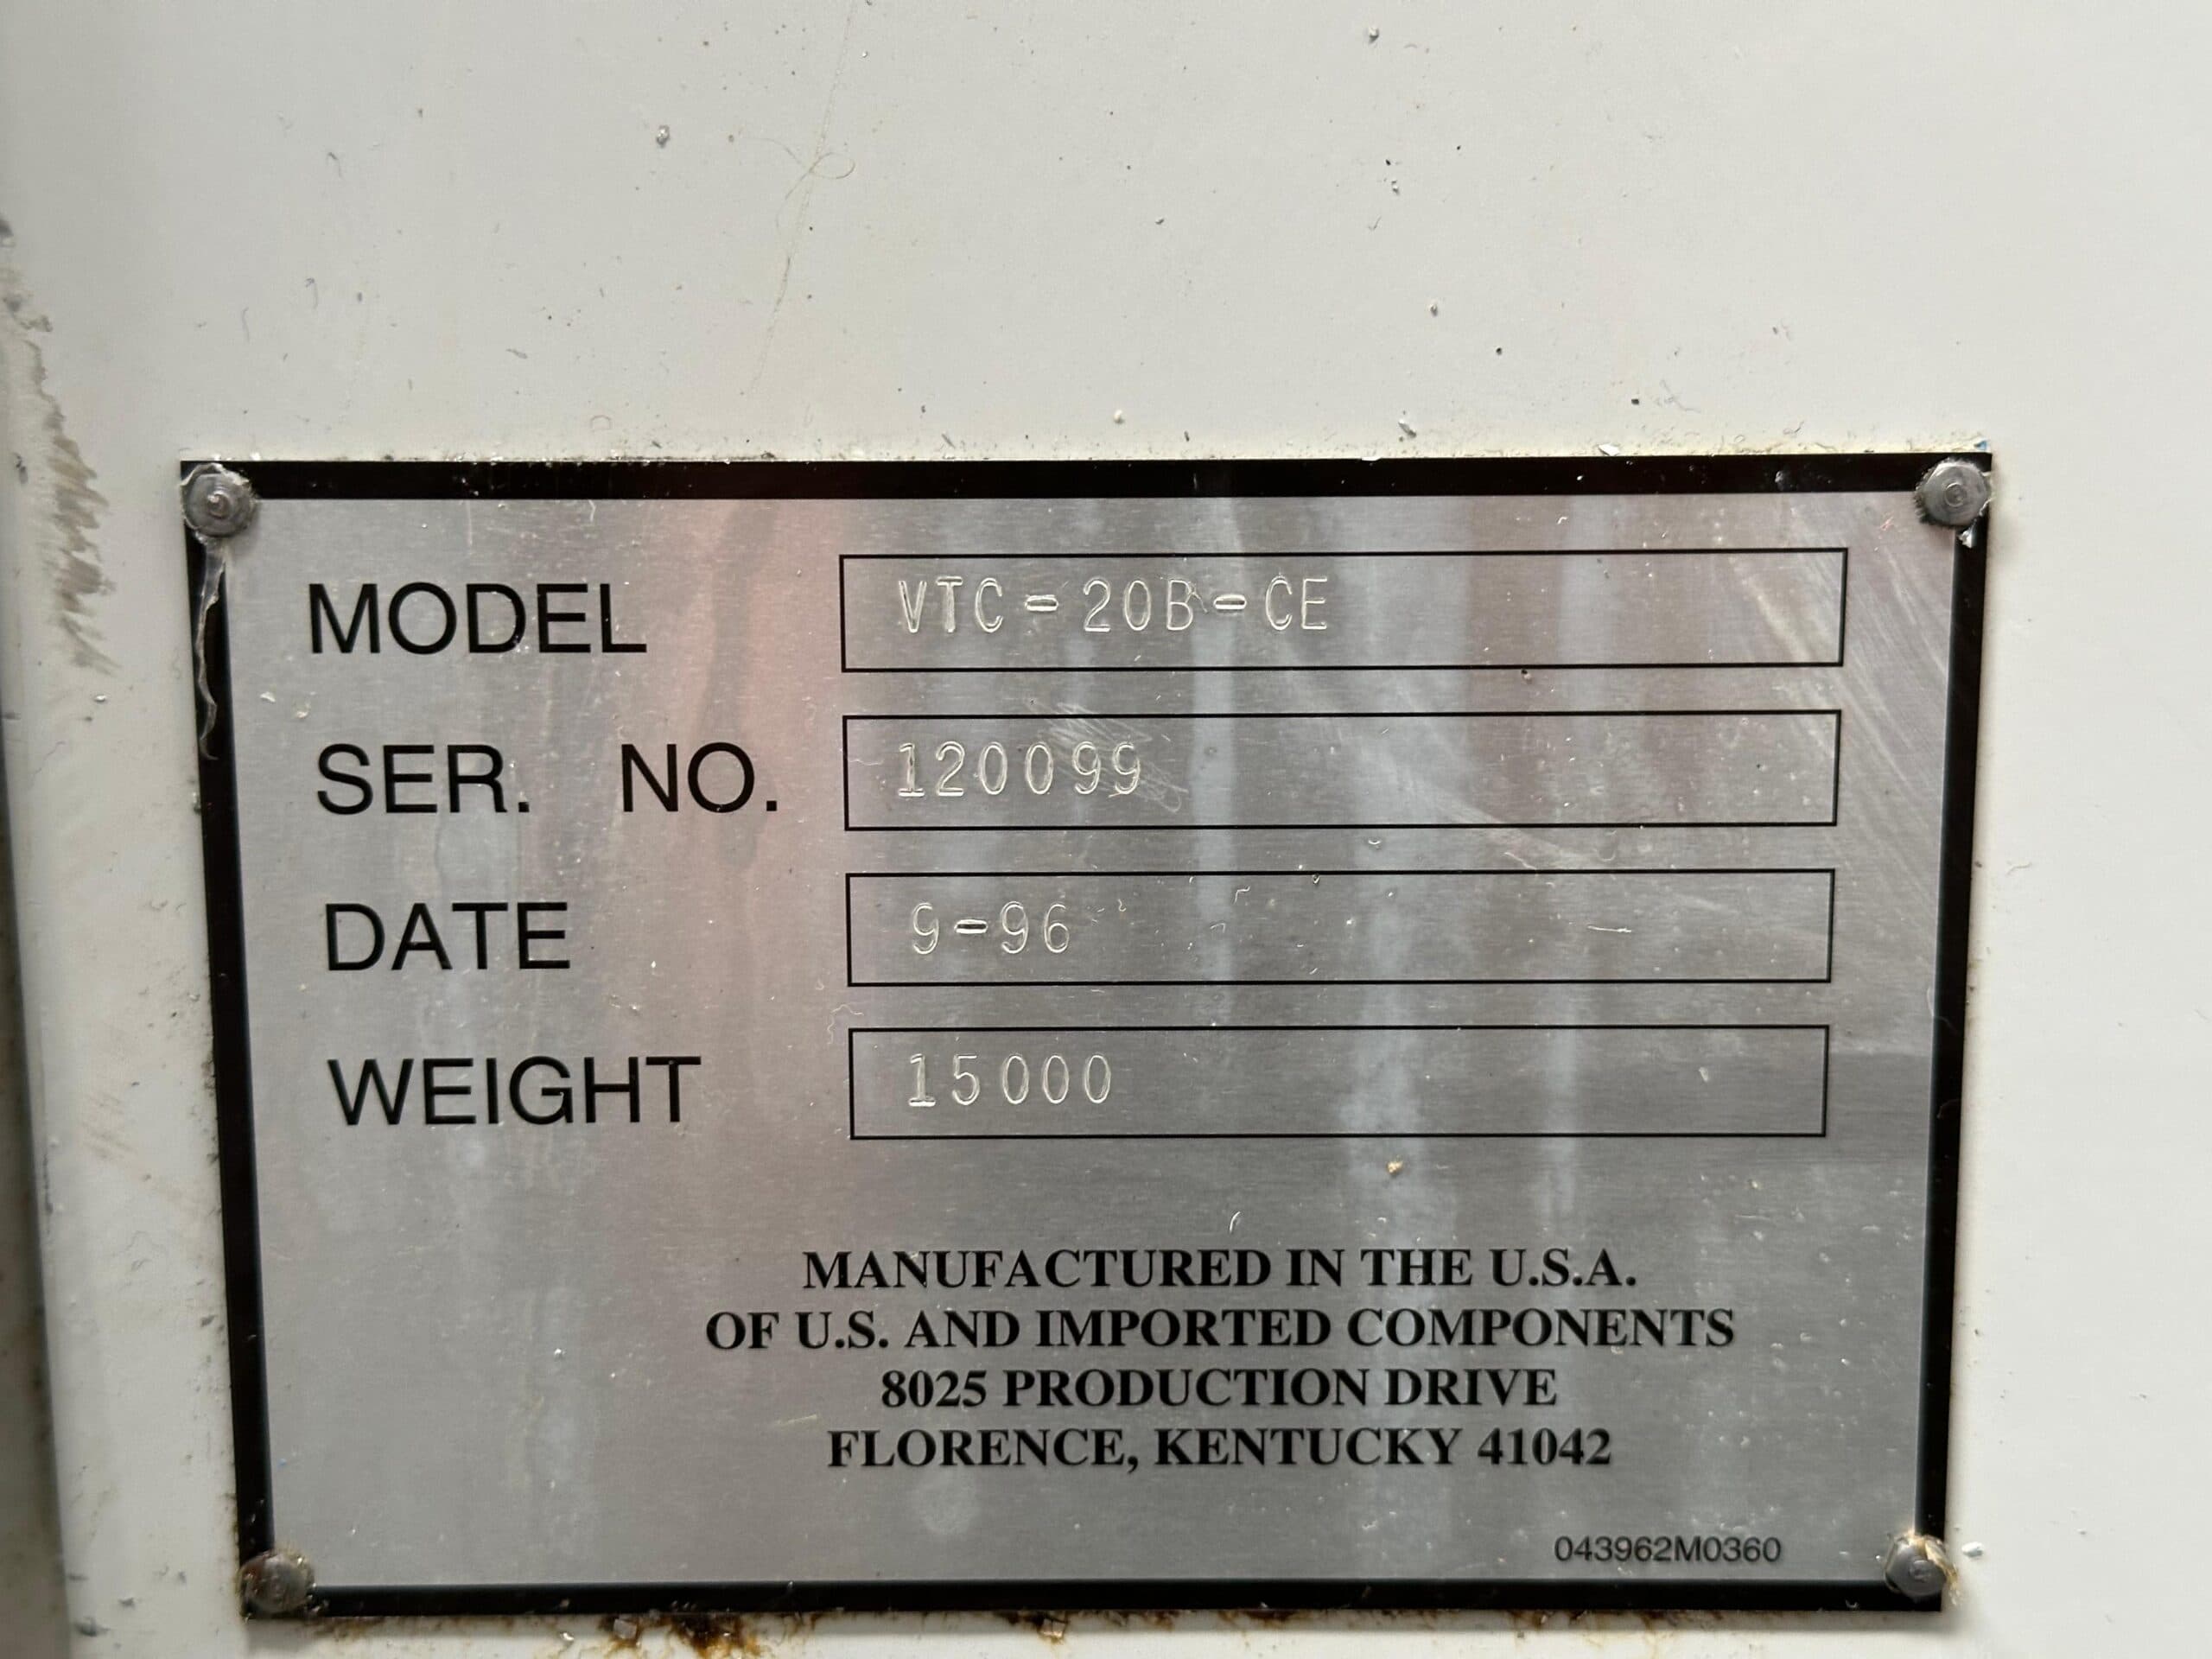 MODEL VTC-20B-CE
SER. NO. 120099
DATE 9-96
WEIGHT 15000
MANUFACTURED IN THE U.S.A.
OF U.S. AND IMPORTED COMPONENTS
8025 PRODUCTION DRIVE
FLORENCE, KENTUCKY 41042
043962M0360